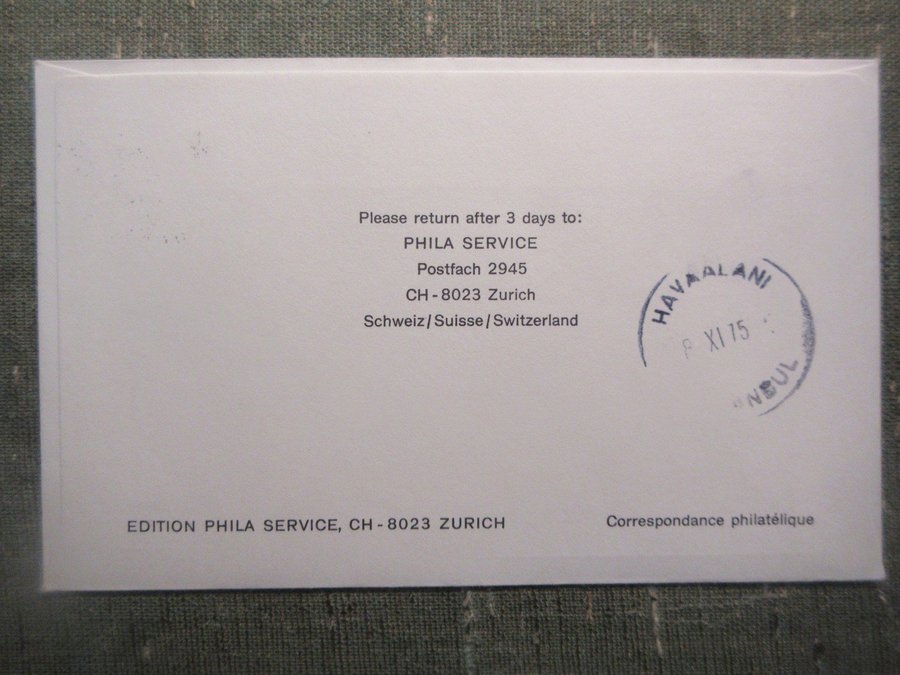 Please return after 3 days to:
PHILA SERVICE
Postfach 2945
CH-8023 Zurich
Schweiz/Suisse/Switzerland
HAVAALANI
XI 75
EDITION PHILA SERVICE, CH-8023 ZURICH
Correspondance philatélique